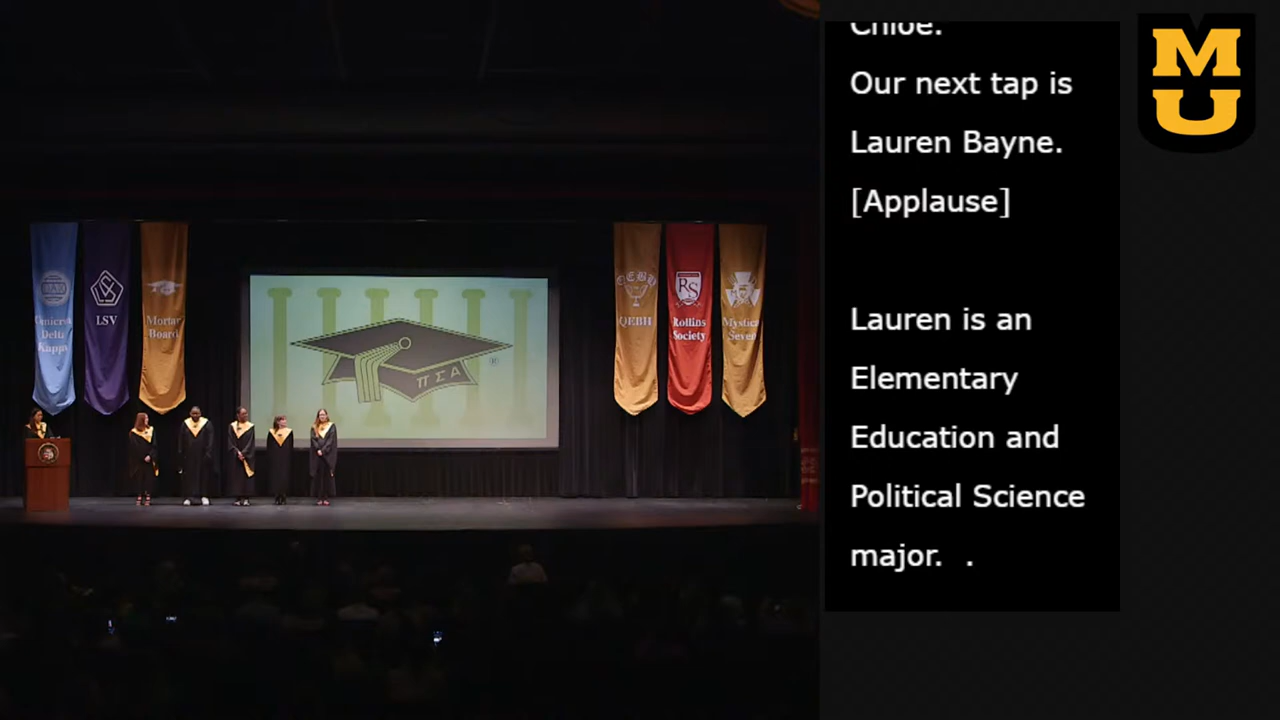 Chloe.
Our next tap is
Lauren Bayne.
[Applause]
Lauren is an
Elementary
Education and
Political Science
major.  .
MU
Omicron
Delta
Kappa
LSV
Mortar
Board
ΠΣΑ
®
QEBH
QEBH
RS
Rollins
Society
Mystical
Seven